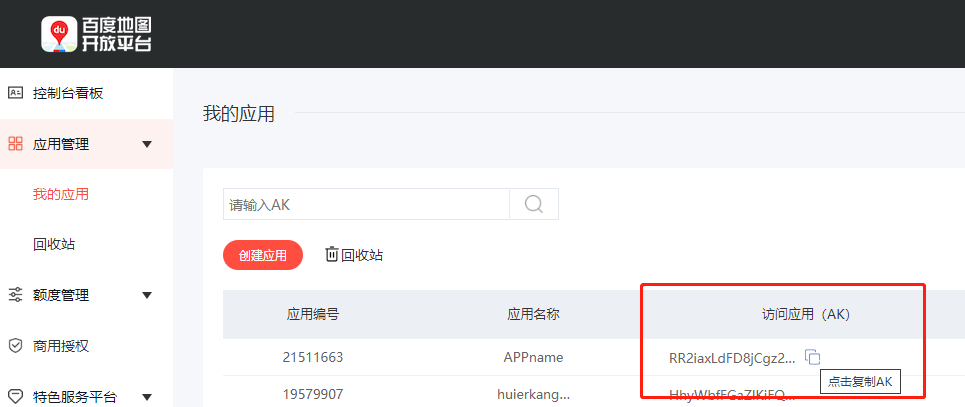 du 百度地图
开放平台
控制台看板
应用管理
我的应用
回收站
额度管理
商用授权
特色服务平台
我的应用
请输入AK
创建应用 回收站
应用编号 应用名称 访问应用（AK）
21511663 APPname RR2iaxLdFD8jCgz2...
点击复制AK
19579907 huierkang...